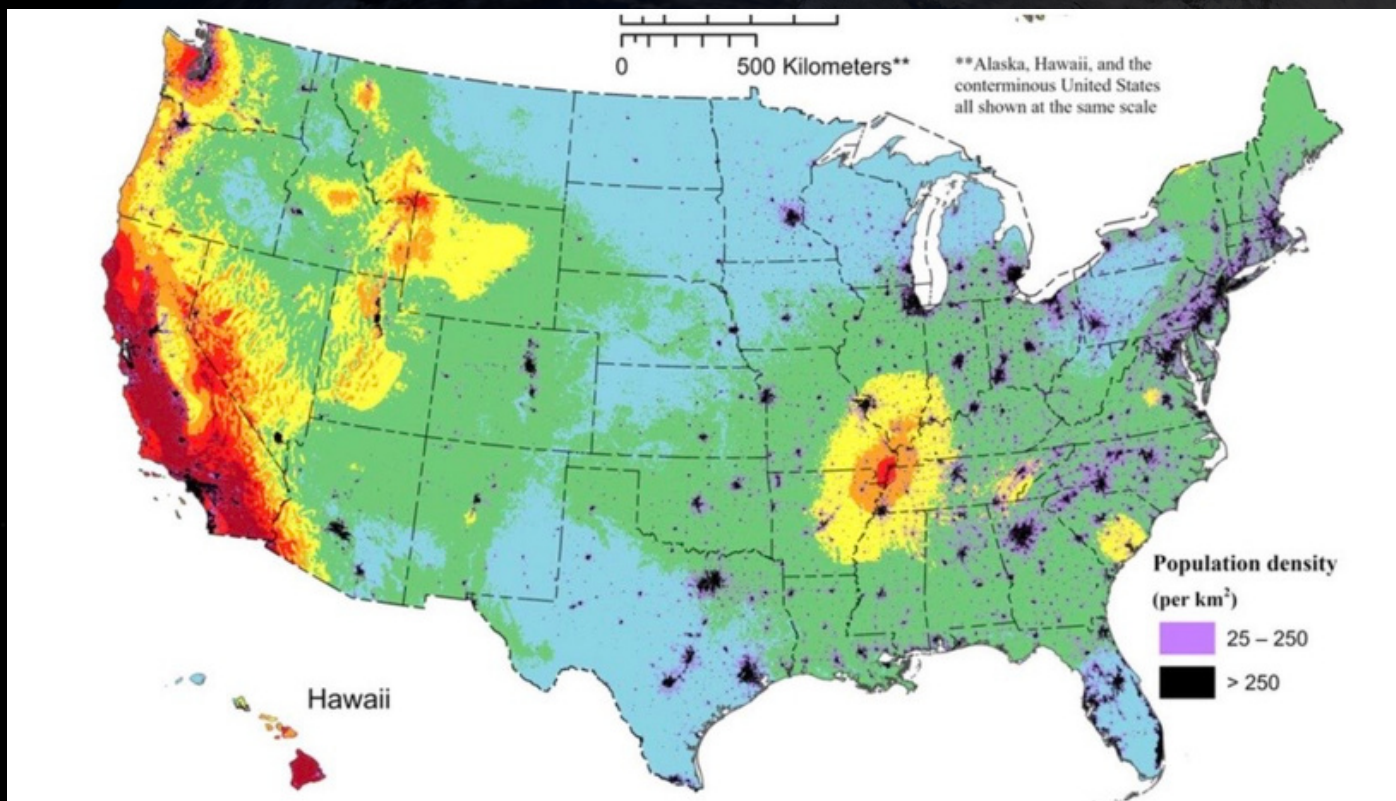 0 500 Kilometers**
**Alaska, Hawaii, and the
conterminous United States
all shown at the same scale
Hawaii
Population density
(per km²)
25 – 250
> 250